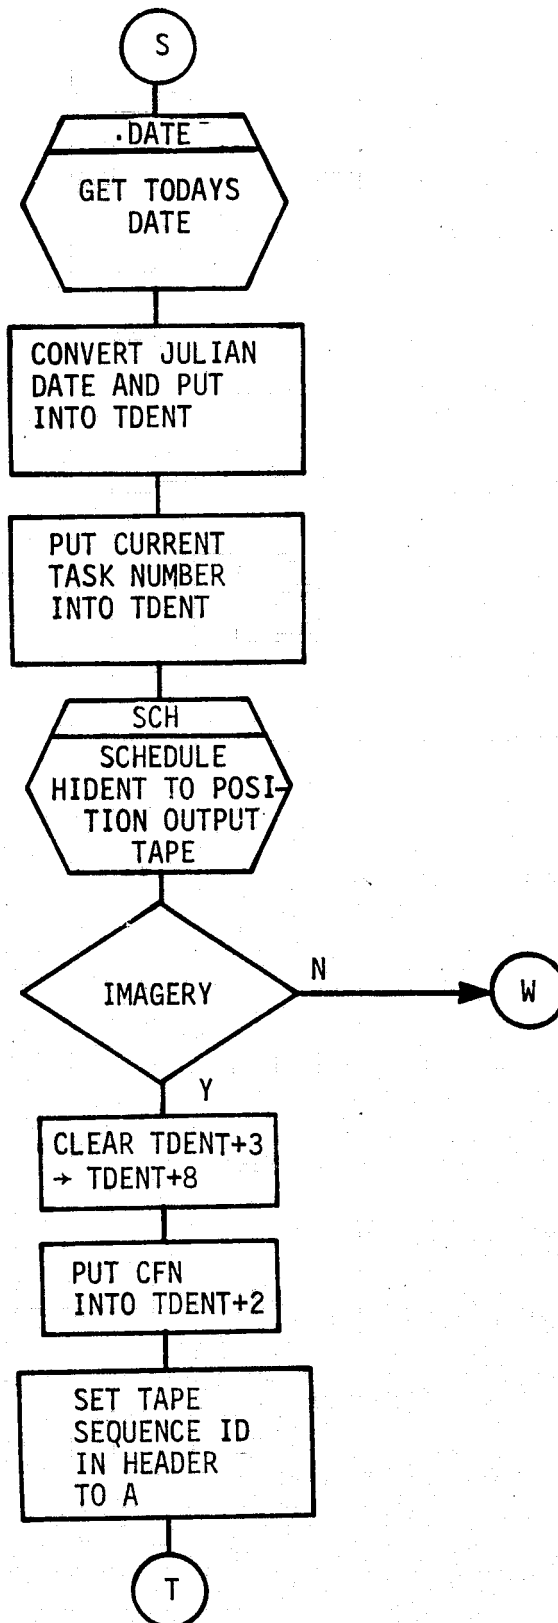 S
.DATE
GET TODAYS
DATE
CONVERT JULIAN
DATE AND PUT
INTO TDENT
PUT CURRENT
TASK NUMBER
INTO TDENT
SCH
SCHEDULE
HIDENT TO POSI-
TION OUTPUT
TAPE
IMAGERY
N
W
Y
CLEAR TDENT+3
→ TDENT+8
PUT CFN
INTO TDENT+2
SET TAPE
SEQUENCE ID
IN HEADER
TO A
T